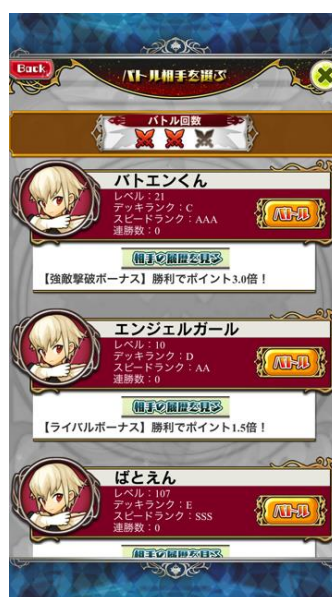 Back
バトル相手を選ぶ
バトル回数
バトエンくん
レベル：21
デッキランク：C
スピードランク：AAA
連勝数：0
バトル
相手の履歴を見る
【強敵撃破ボーナス】勝利でポイント3.0倍！
エンジェルガール
レベル：10
デッキランク：D
スピードランク：AA
連勝数：0
バトル
相手の履歴を見る
【ライバルボーナス】勝利でポイント1.5倍！
ばとえん
レベル：107
デッキランク：E
スピードランク：SSS
連勝数：0
バトル
相手の履歴を見る